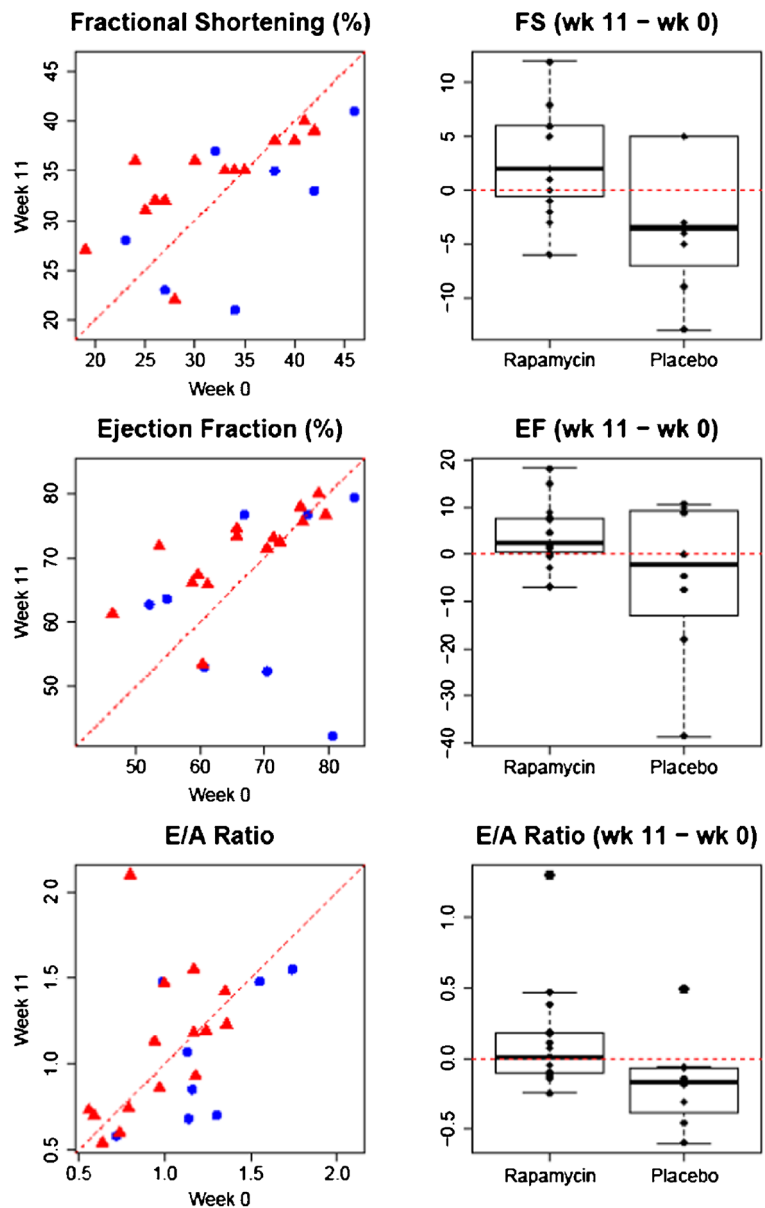 Fractional Shortening (%)
FS (wk 11 − wk 0)
45
40
35
30
25
20
Week 11
20 25 30 35 40 45
Week 0
10
5
0
−5
−10
Rapamycin Placebo
Ejection Fraction (%)
EF (wk 11 − wk 0)
80
70
60
50
Week 11
50 60 70 80
Week 0
20
10
0
−10
−20
−30
−40
Rapamycin Placebo
E/A Ratio
E/A Ratio (wk 11 − wk 0)
2.0
1.5
1.0
0.5
Week 11
0.5 1.0 1.5 2.0
Week 0
1.0
0.5
0.0
−0.5
Rapamycin Placebo